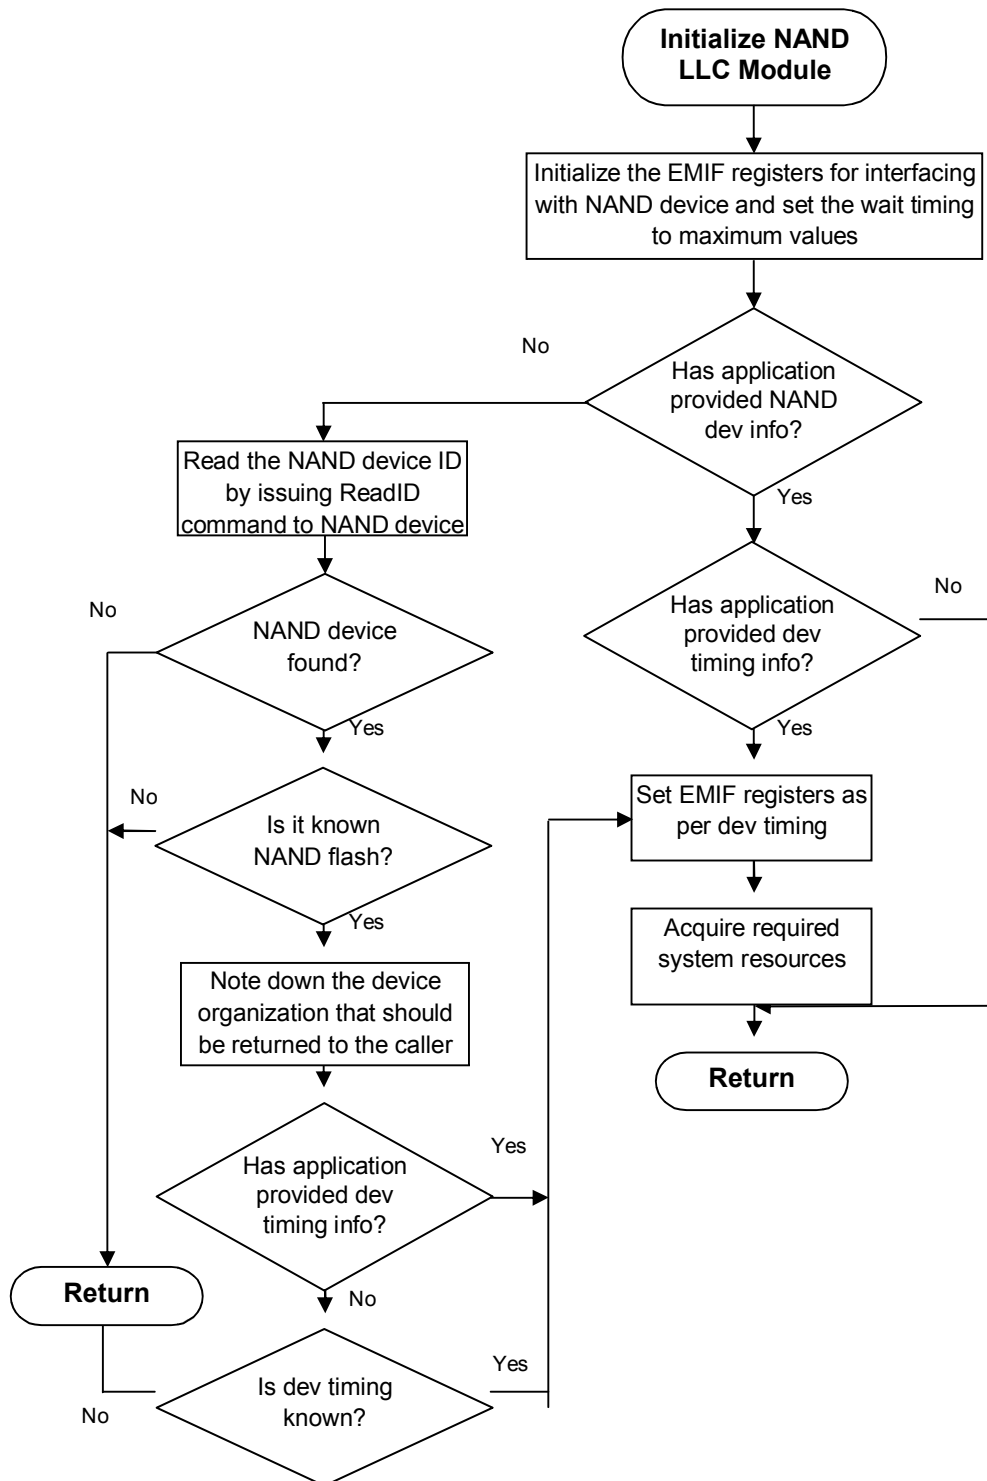 Initialize NAND
LLC Module
Initialize the EMIF registers for interfacing
with NAND device and set the wait timing
to maximum values
No
Has application
provided NAND
dev info?
Yes
Read the NAND device ID
by issuing ReadID
command to NAND device
No
Has application
provided dev
timing info?
Yes
No
NAND device
found?
Yes
No
Is it known
NAND flash?
Yes
Set EMIF registers as
per dev timing
Acquire required
system resources
Return
Note down the device
organization that should
be returned to the caller
Has application
provided dev
timing info?
Yes
No
Return
Is dev timing
known?
Yes
No